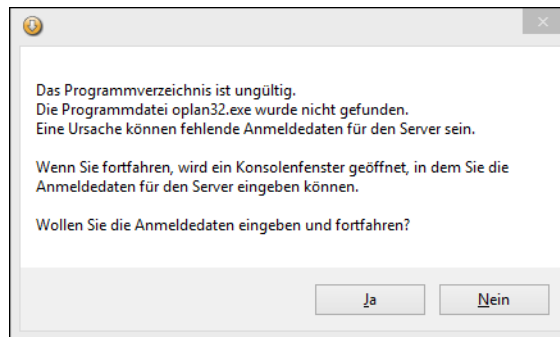 Das Programmverzeichnis ist ungültig.
Die Programmdatei oplan32.exe wurde nicht gefunden.
Eine Ursache können fehlende Anmeldedaten für den Server sein.
Wenn Sie fortfahren, wird ein Konsolenfenster geöffnet, in dem Sie die
Anmeldedaten für den Server eingeben können.
Wollen Sie die Anmeldedaten eingeben und fortfahren?
Ja
Nein